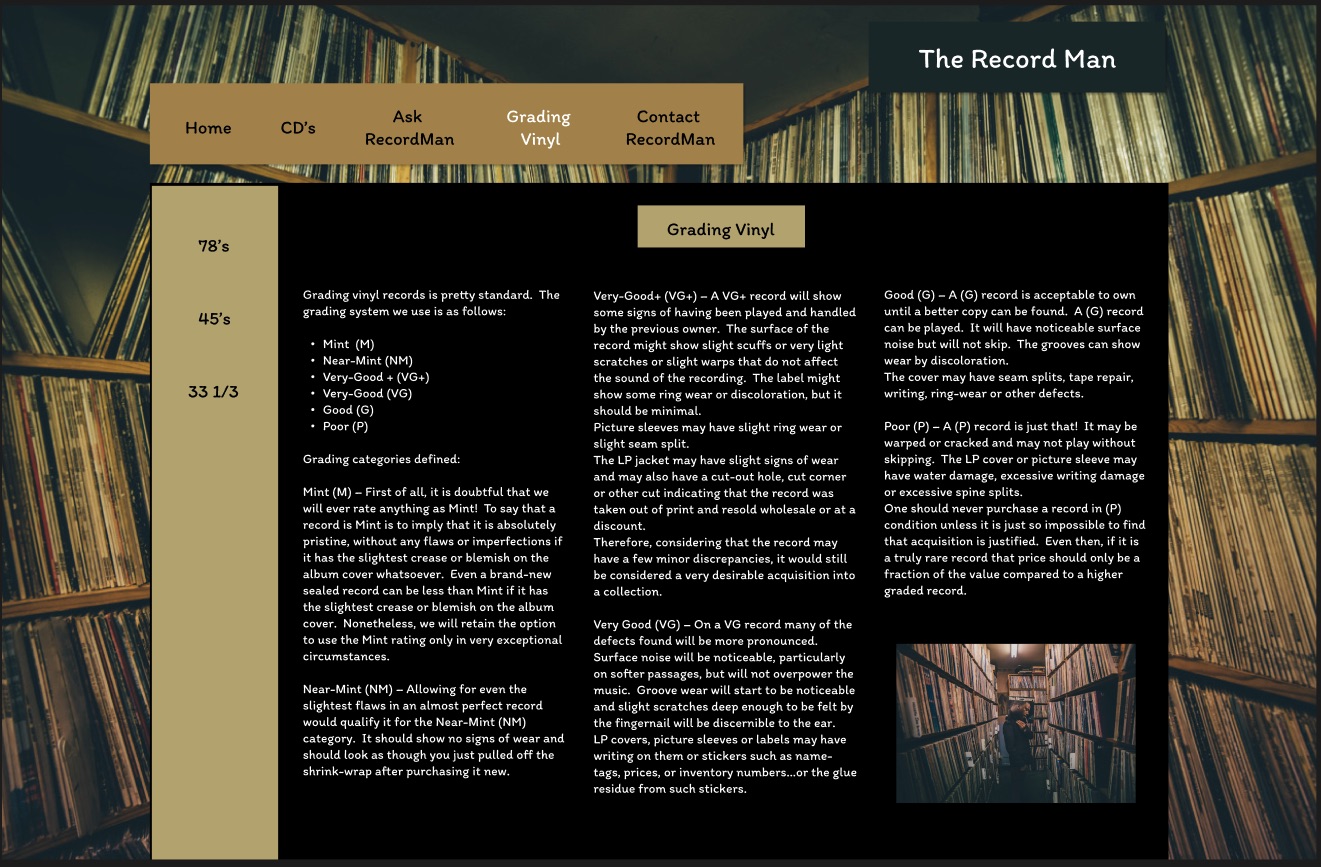 The Record Man
Home
CD's
Ask
RecordMan
Grading
Vinyl
Contact
RecordMan
78's
45's
33 1/3
Grading Vinyl
Grading vinyl records is pretty standard.  The
grading system we use is as follows:
• Mint  (M)
• Near-Mint (NM)
• Very-Good + (VG+)
• Very-Good (VG)
• Good (G)
• Poor (P)
Grading categories defined:
Mint (M) – First of all, it is doubtful that we
will ever rate anything as Mint!  To say that a
record is Mint is to imply that it is absolutely
pristine, without any flaws or imperfections if
it has the slightest crease or blemish on the
album cover whatsoever.  Even a brand-new
sealed record can be less than Mint if it has
the slightest crease or blemish on the album
cover.  Nonetheless, we will retain the option
to use the Mint rating only in very exceptional
circumstances.
Near-Mint (NM) – Allowing for even the
slightest flaws in an almost perfect record
would qualify it for the Near-Mint (NM)
category.  It should show no signs of wear and
should look as though you just pulled off the
shrink-wrap after purchasing it new.
Very-Good+ (VG+) – A VG+ record will show
some signs of having been played and handled
by the previous owner.  The surface of the
record might show slight scuffs or very light
scratches or slight warps that do not affect
the sound of the recording.  The label might
show some ring wear or discoloration, but it
should be minimal.
Picture sleeves may have slight ring wear or
slight seam split.
The LP jacket may have slight signs of wear
and may also have a cut-out hole, cut corner
or other cut indicating that the record was
taken out of print and resold wholesale or at a
discount.
Therefore, considering that the record may
have a few minor discrepancies, it would still
be considered a very desirable acquisition into
a collection.
Very Good (VG) – On a VG record many of the
defects found will be more pronounced.
Surface noise will be noticeable, particularly
on softer passages, but will not overpower the
music.  Groove wear will start to be noticeable
and slight scratches deep enough to be felt by
the fingernail will be discernible to the ear.
LP covers, picture sleeves or labels may have
writing on them or stickers such as name-
tags, prices, or inventory numbers...or the glue
residue from such stickers.
Good (G) – A (G) record is acceptable to own
until a better copy can be found.  A (G) record
can be played.  It will have noticeable surface
noise but will not skip.  The grooves can show
wear by discoloration.
The cover may have seam splits, tape repair,
writing, ring-wear or other defects.
Poor (P) – A (P) record is just that!  It may be
warped or cracked and may not play without
skipping.  The LP cover or picture sleeve may
have water damage, excessive writing damage
or excessive spine splits.
One should never purchase a record in (P)
condition unless it is just so impossible to find
that acquisition is justified.  Even then, if it is
a truly rare record that price should only be a
fraction of the value compared to a higher
graded record.